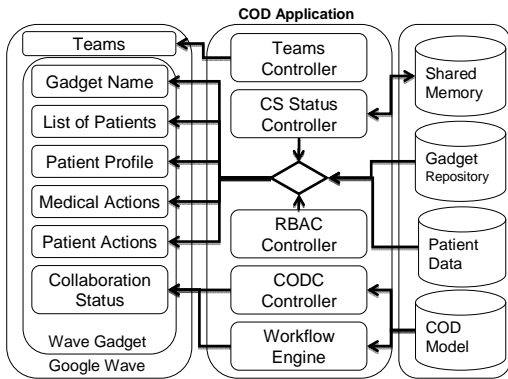 COD Application
Teams
Gadget Name
List of Patients
Patient Profile
Medical Actions
Patient Actions
Collaboration
Status
Wave Gadget
Google Wave
Teams
Controller
CS Status
Controller
RBAC
Controller
CODC
Controller
Workflow
Engine
Shared
Memory
Gadget
Repository
Patient
Data
COD
Model